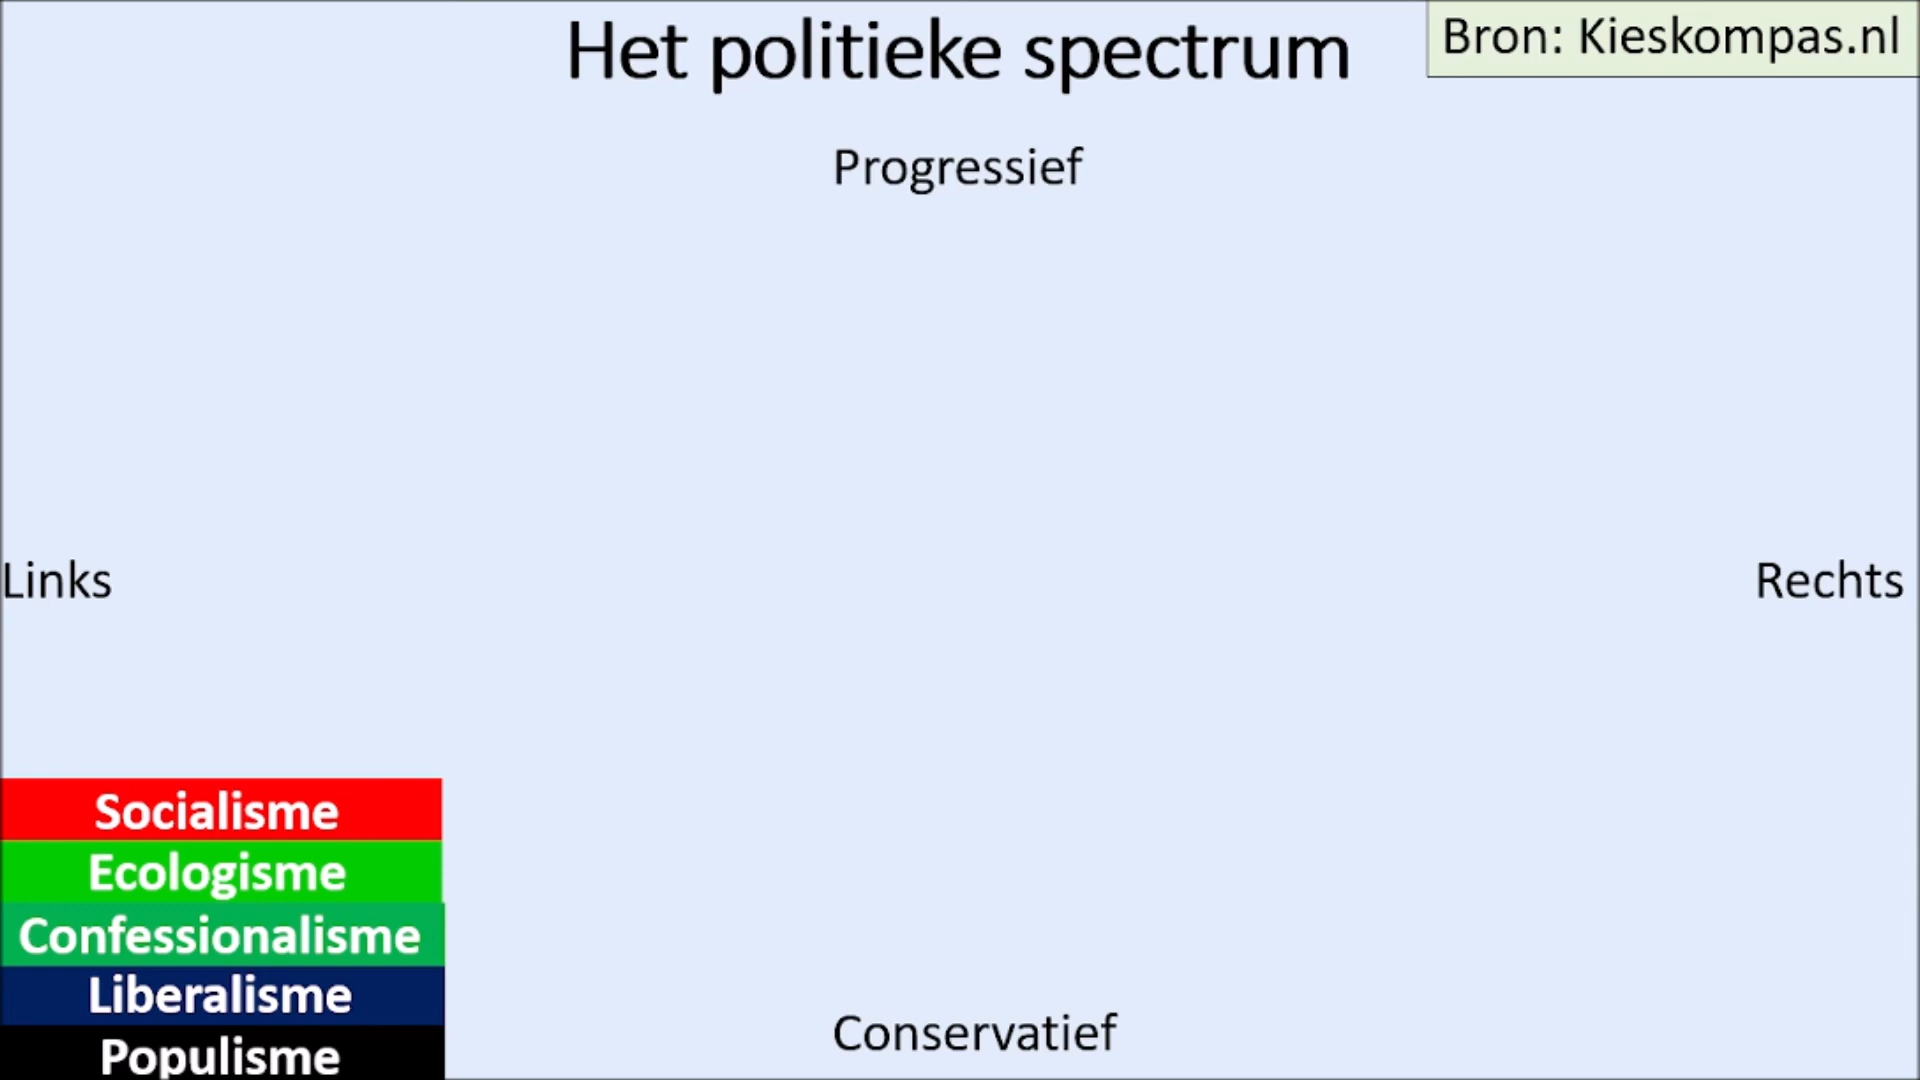 Het politieke spectrum
Bron: Kieskompas.nl
Progressief
Links
Rechts
Socialisme
Ecologisme
Confessionalisme
Liberalisme
Populisme
Conservatief